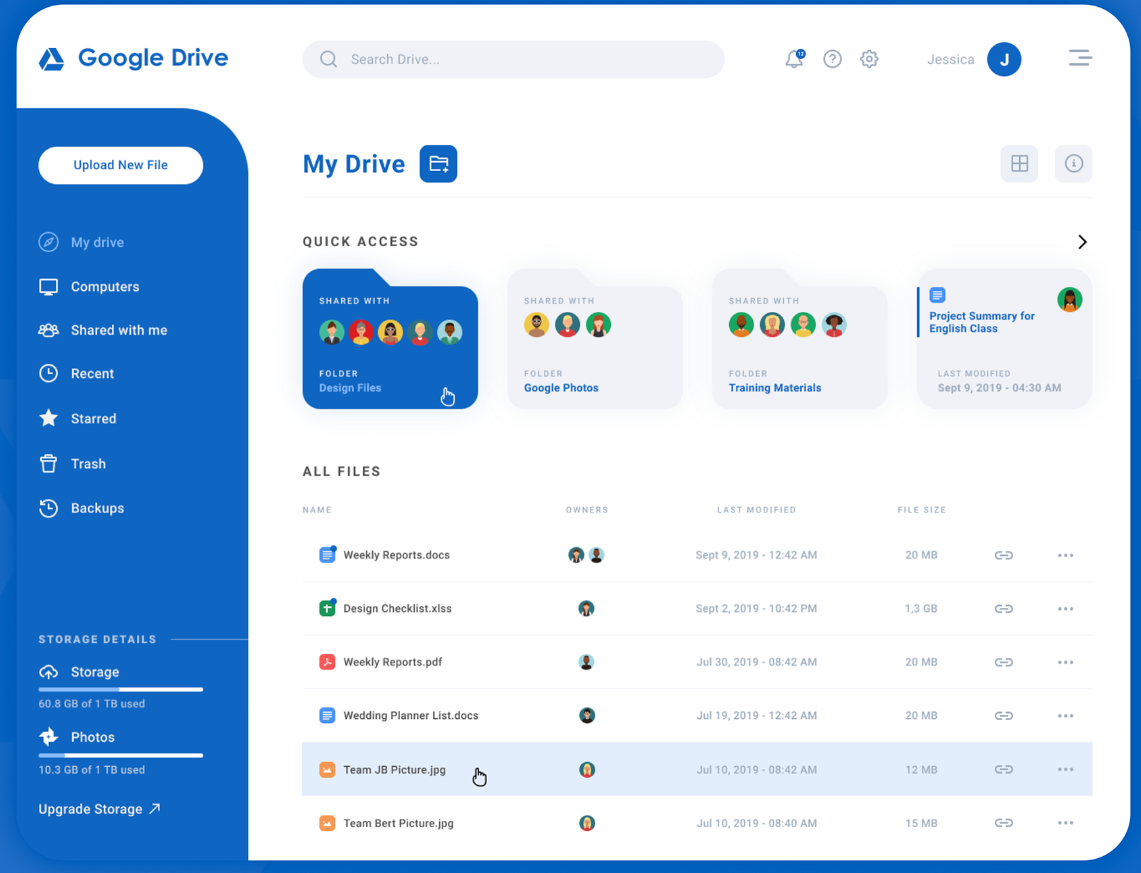 Google Drive
Search Drive...
12
Jessica
J
Upload New File
My drive
Computers
Shared with me
Recent
Starred
Trash
Backups
STORAGE DETAILS
Storage
60.8 GB of 1 TB used
Photos
10.3 GB of 1 TB used
Upgrade Storage
My Drive
QUICK ACCESS
SHARED WITH
FOLDER
Design Files
SHARED WITH
FOLDER
Google Photos
SHARED WITH
FOLDER
Training Materials
Project Summary for
English Class
LAST MODIFIED
Sept 9, 2019 - 04:30 AM
ALL FILES
NAME OWNERS LAST MODIFIED FILE SIZE
Weekly Reports.docs Sept 9, 2019 - 12:42 AM 20 MB
Design Checklist.xlss Sept 2, 2019 - 10:42 PM 1,3 GB
Weekly Reports.pdf Jul 30, 2019 - 08:42 AM 20 MB
Wedding Planner List.docs Jul 19, 2019 - 12:42 AM 20 MB
Team JB Picture.jpg Jul 10, 2019 - 08:42 AM 12 MB
Team Bert Picture.jpg Jul 10, 2019 - 08:40 AM 15 MB